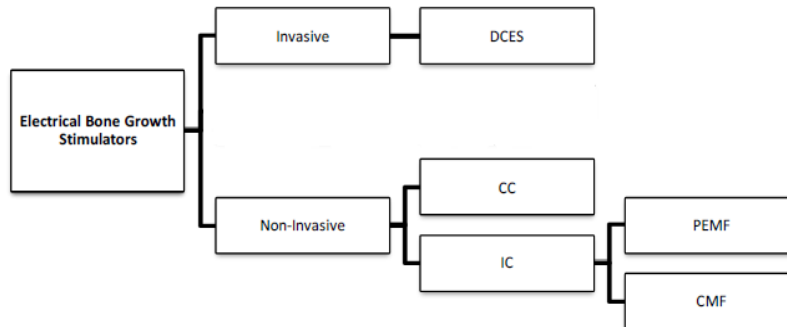 Invasive
DCES
Electrical Bone Growth
Stimulators
CC
Non-Invasive
PEMF
IC
CMF